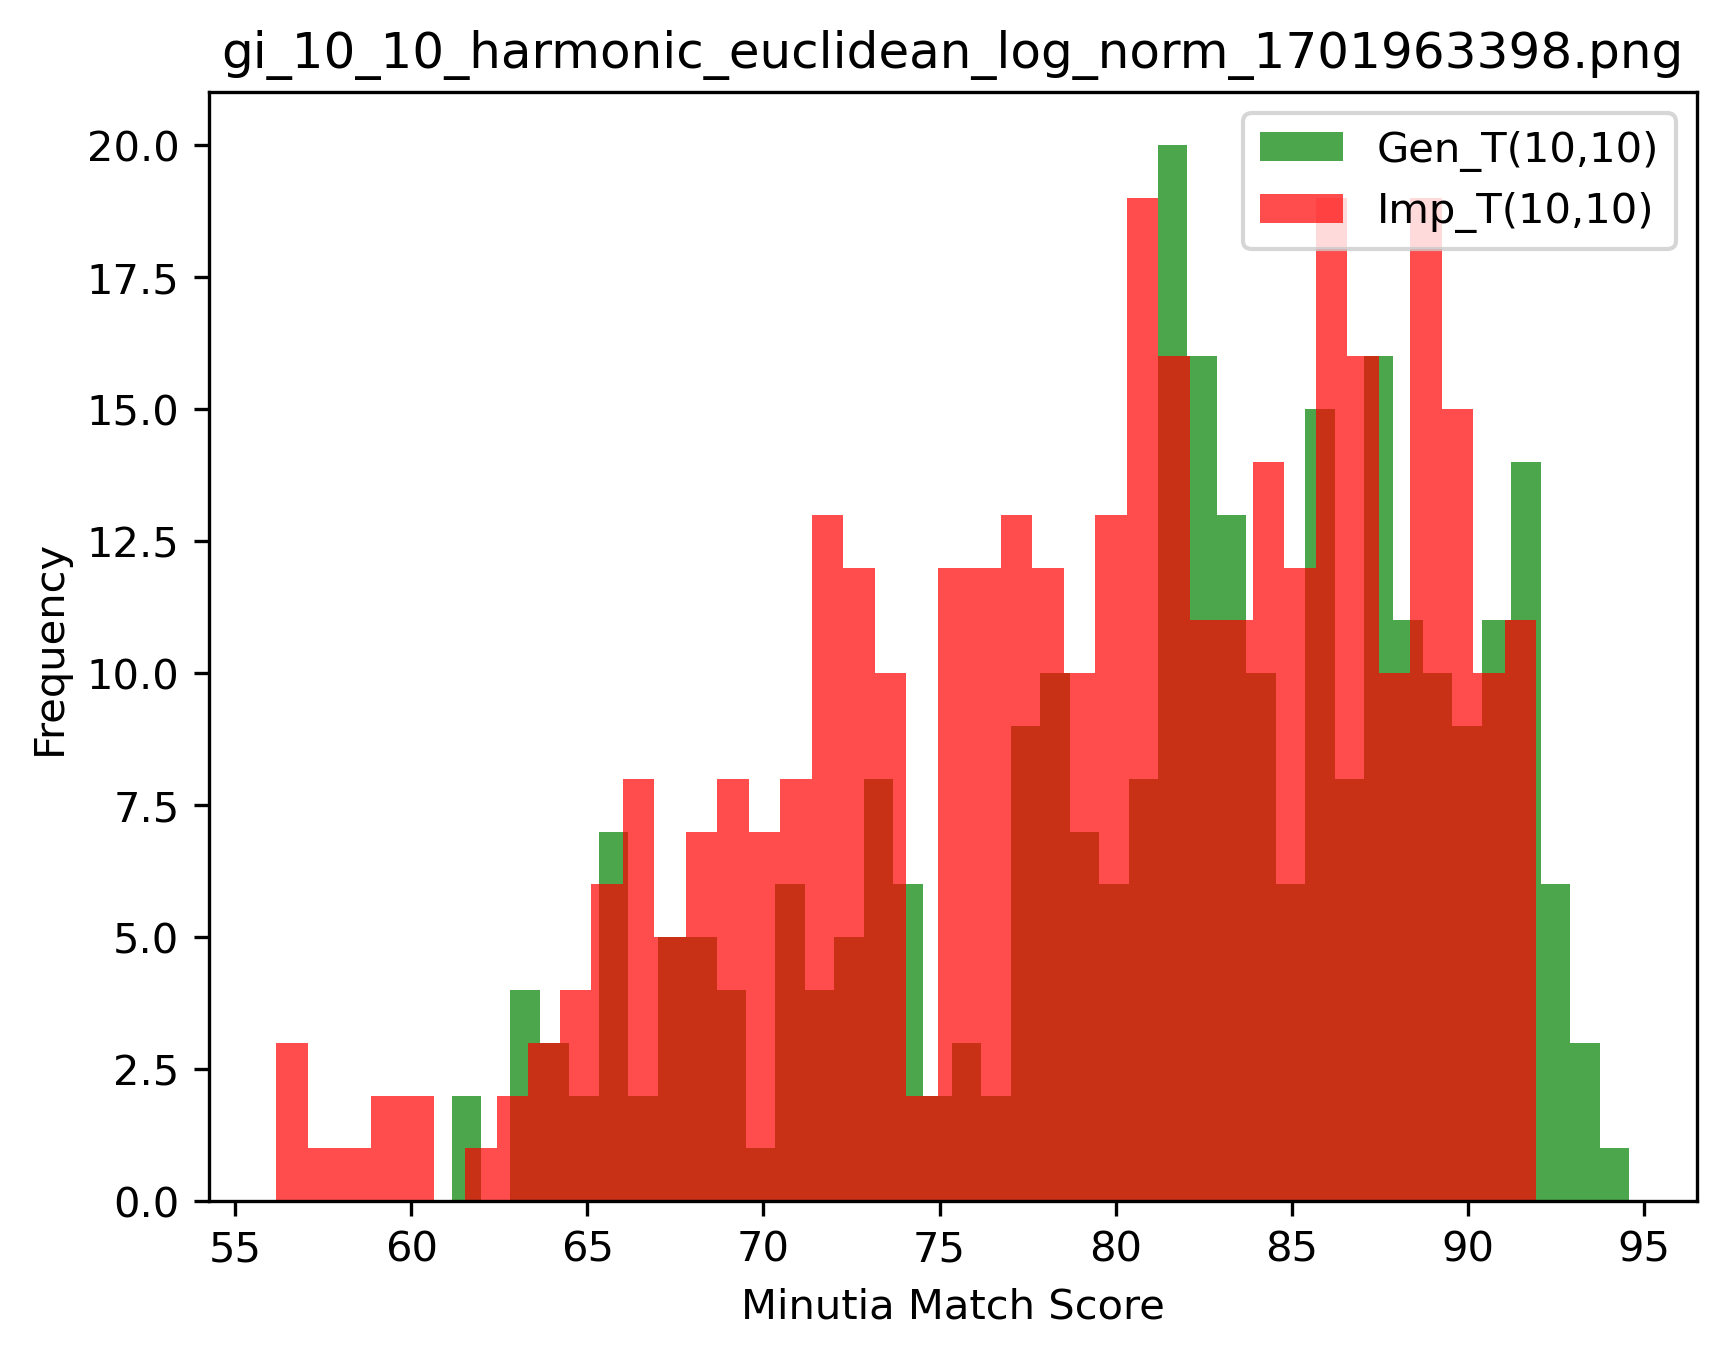 gi_10_10_harmonic_euclidean_log_norm_1701963398.png
Gen_T(10,10)
Imp_T(10,10)
20.0
17.5
15.0
12.5
10.0
7.5
5.0
2.5
0.0
Frequency
55 60 65 70 75 80 85 90 95
Minutia Match Score